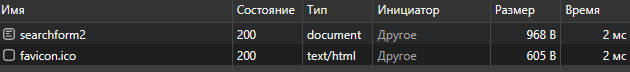 Имя Состояние Тип Инициатор Размер Время
searchform2 200 document Другое 968 B 2 мс
favicon.ico 200 text/html Другое 605 B 2 мс